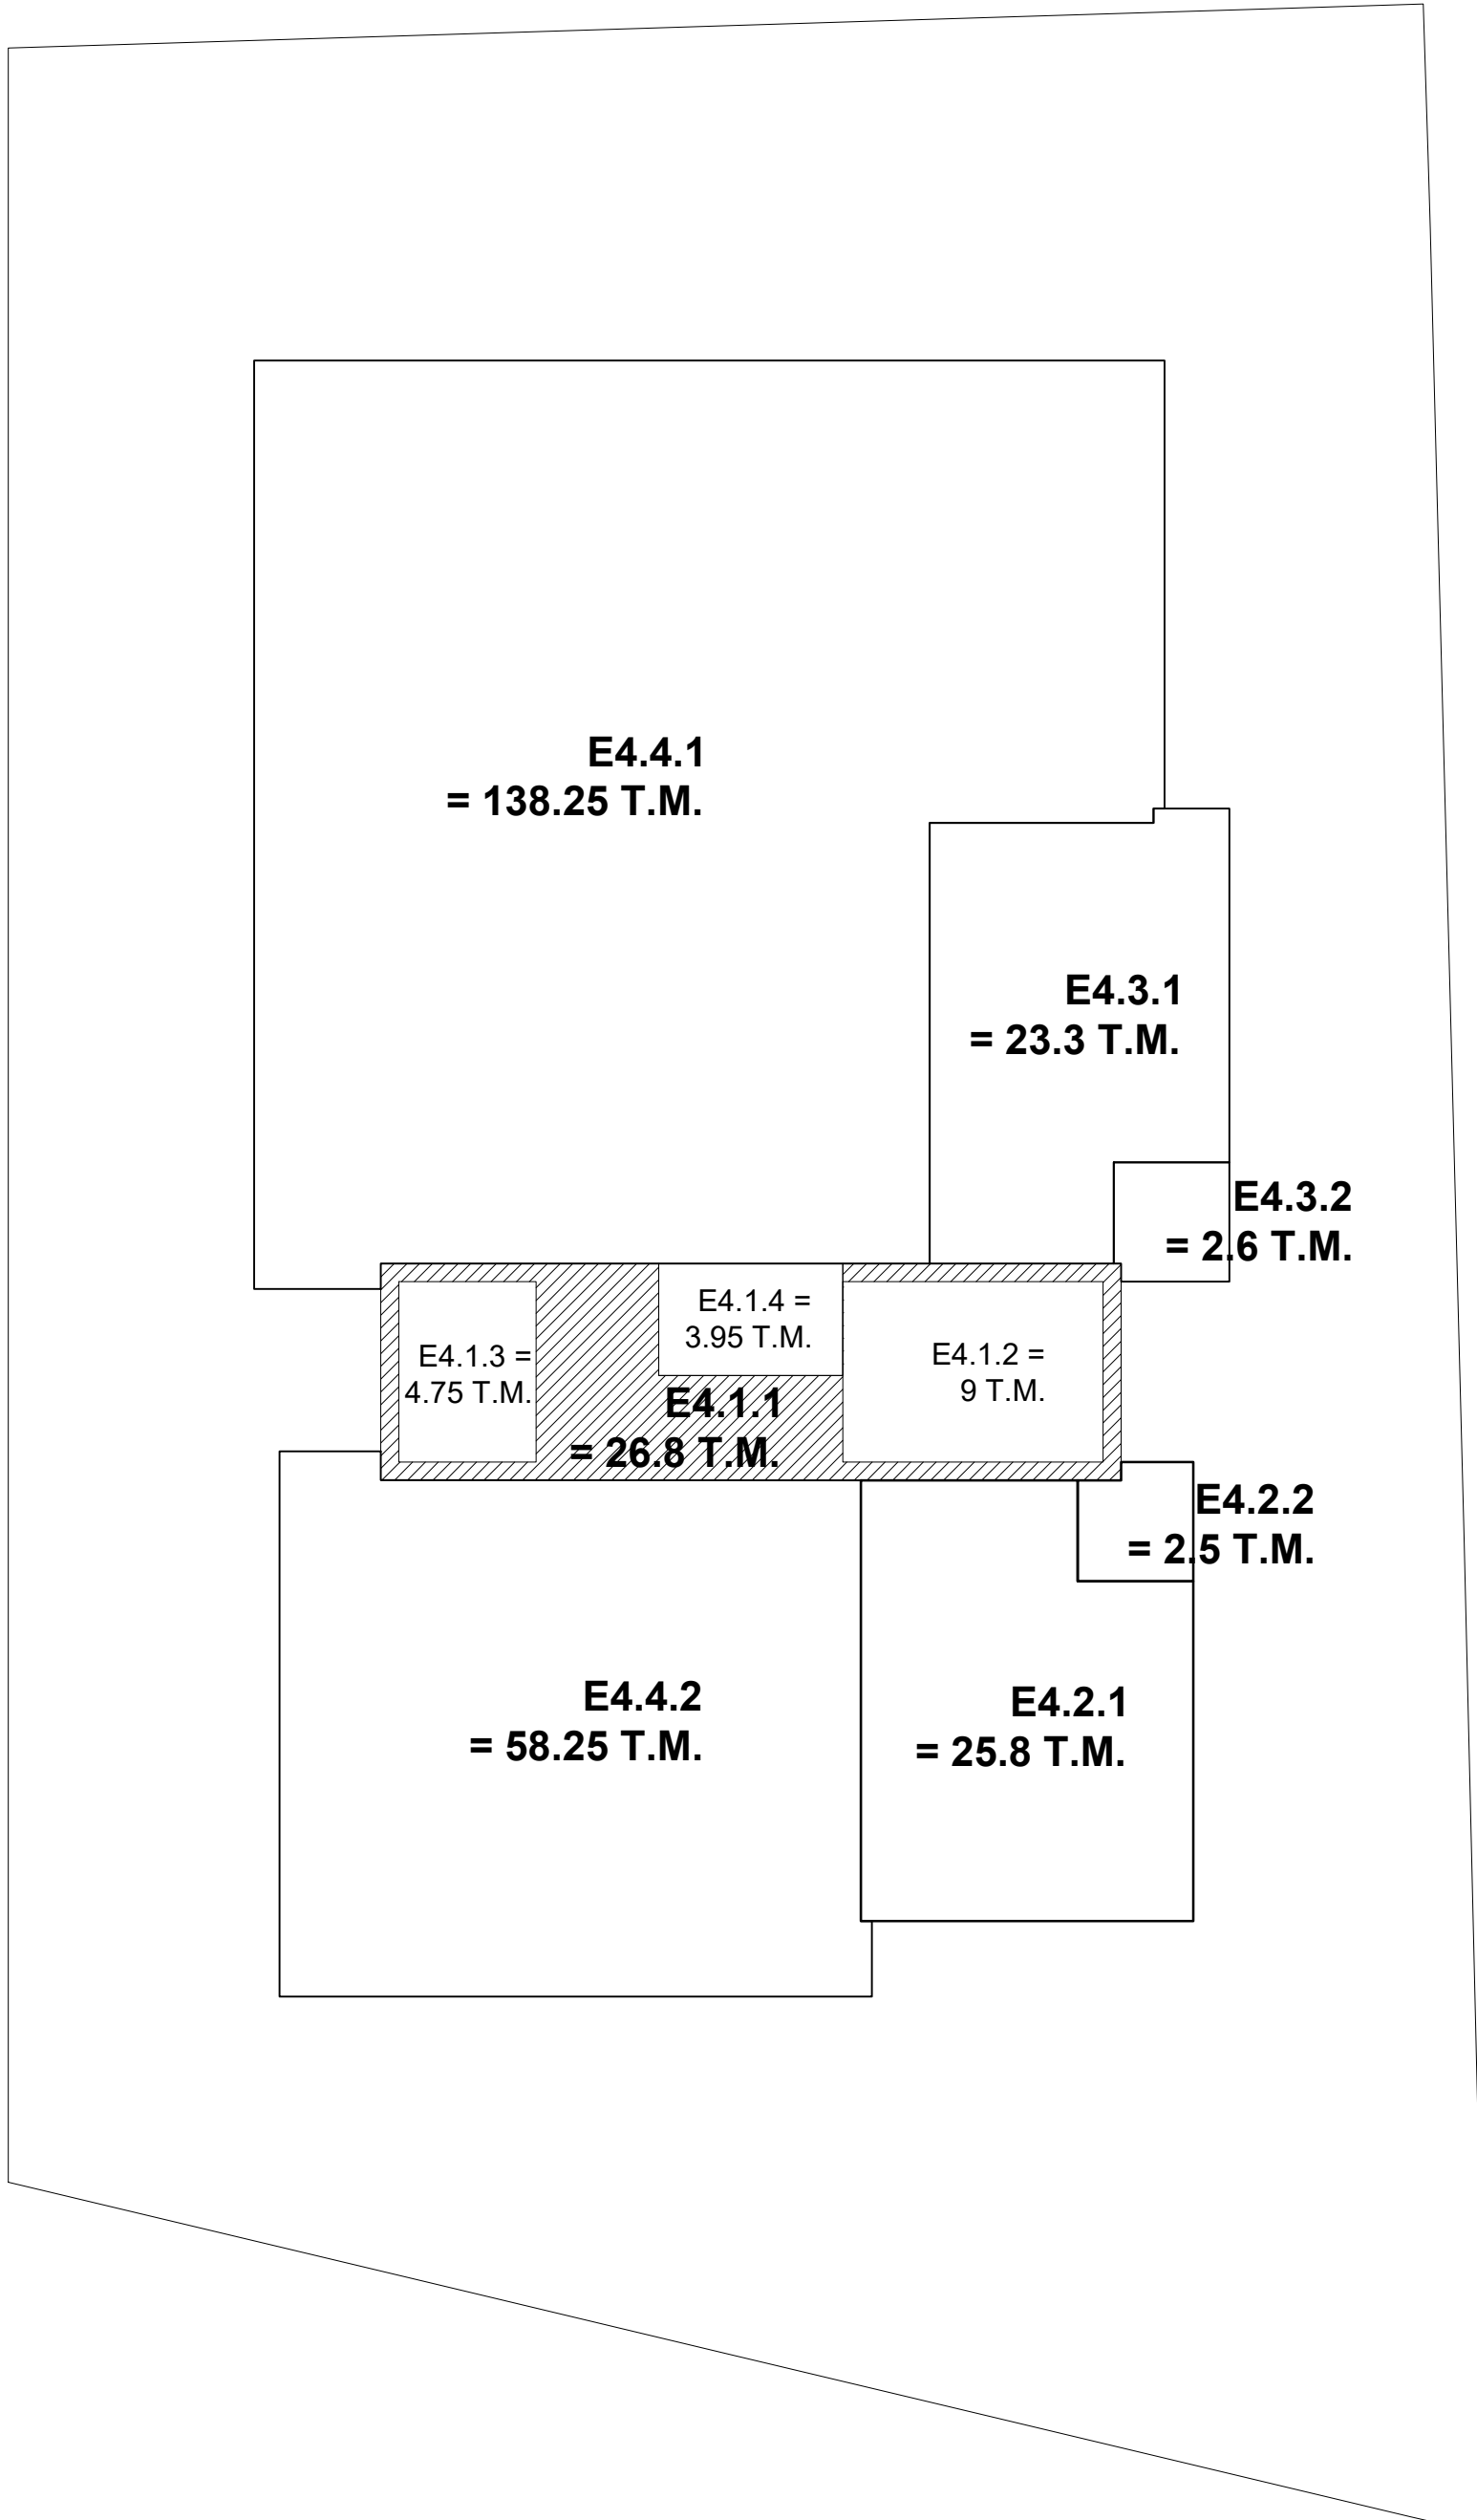 E4.4.1
= 138.25 T.M.
E4.3.1
= 23.3 T.M.
E4.3.2
= 2.6 T.M.
E4.1.4 =
3.95 T.M.
E4.1.3 =
4.75 T.M.
E4.1.2 =
9 T.M.
E4.1.1
= 26.8 T.M.
E4.2.2
= 2.5 T.M.
E4.4.2
= 58.25 T.M.
E4.2.1
= 25.8 T.M.